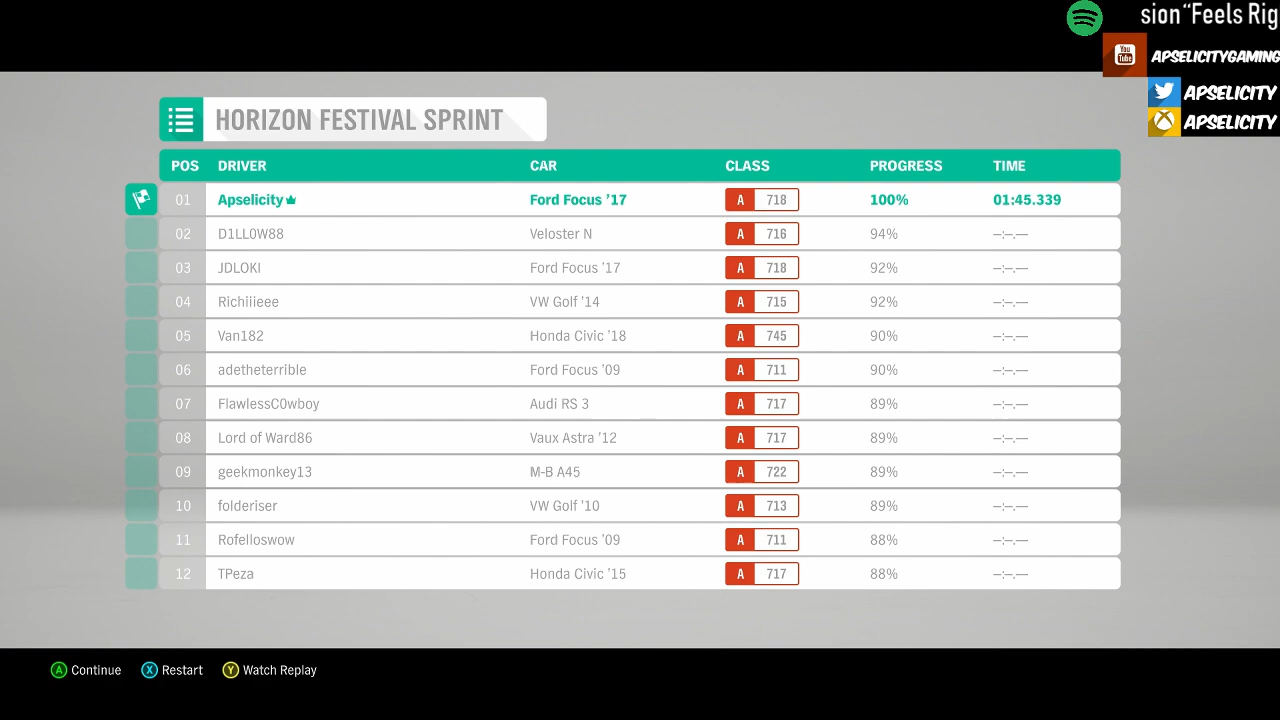 sion "Feels Rig
You Tube APSELICITYGAMING
APSELICITY
APSELICITY
HORIZON FESTIVAL SPRINT
POS DRIVER CAR CLASS PROGRESS TIME
01 Apselicity Ford Focus '17 A 718 100% 01:45.339
02 D1LL0W88 Veloster N A 716 94% --:--.---
03 JDLOKI Ford Focus '17 A 718 92% --:--.---
04 Richiiieee VW Golf '14 A 715 92% --:--.---
05 Van182 Honda Civic '18 A 745 90% --:--.---
06 adetheterrible Ford Focus '09 A 711 90% --:--.---
07 FlawlessC0wboy Audi RS 3 A 717 89% --:--.---
08 Lord of Ward86 Vaux Astra '12 A 717 89% --:--.---
09 geekmonkey13 M-B A45 A 722 89% --:--.---
10 folderiser VW Golf '10 A 713 89% --:--.---
11 Rofelloswow Ford Focus '09 A 711 88% --:--.---
12 TPeza Honda Civic '15 A 717 88% --:--.---
A Continue X Restart Y Watch Replay